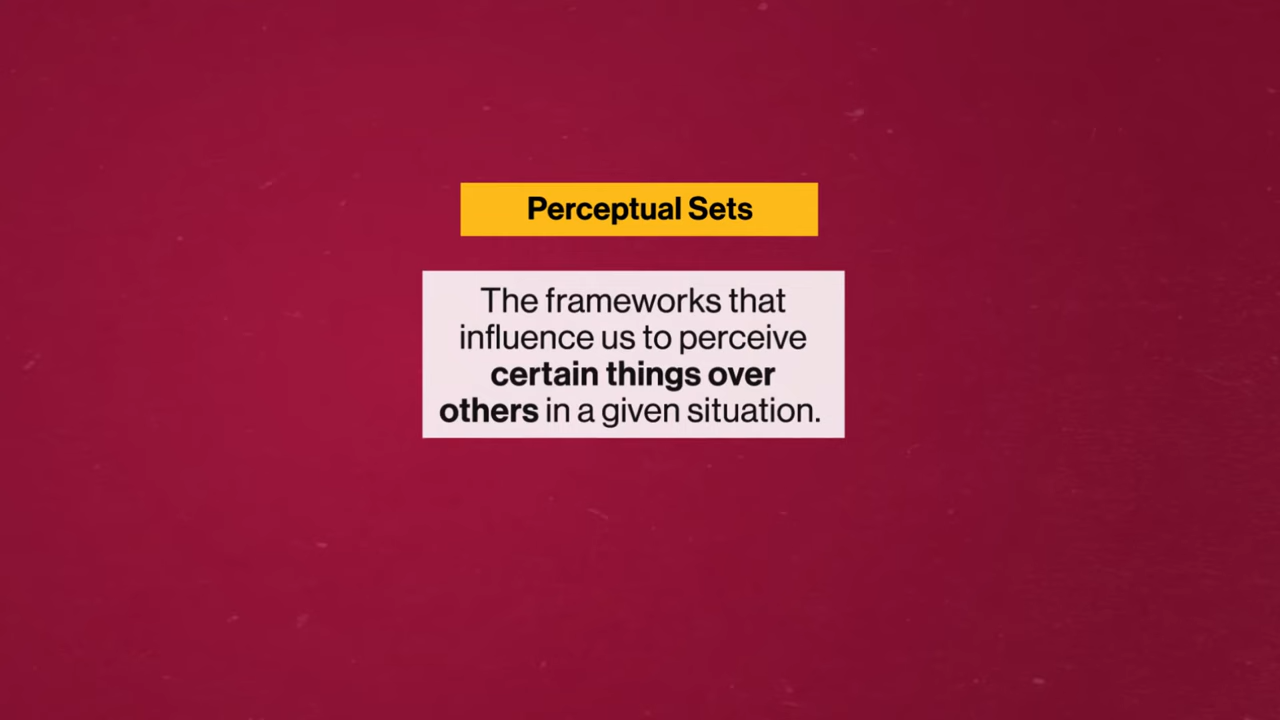 Perceptual Sets
The frameworks that
influence us to perceive
certain things over
others in a given situation.